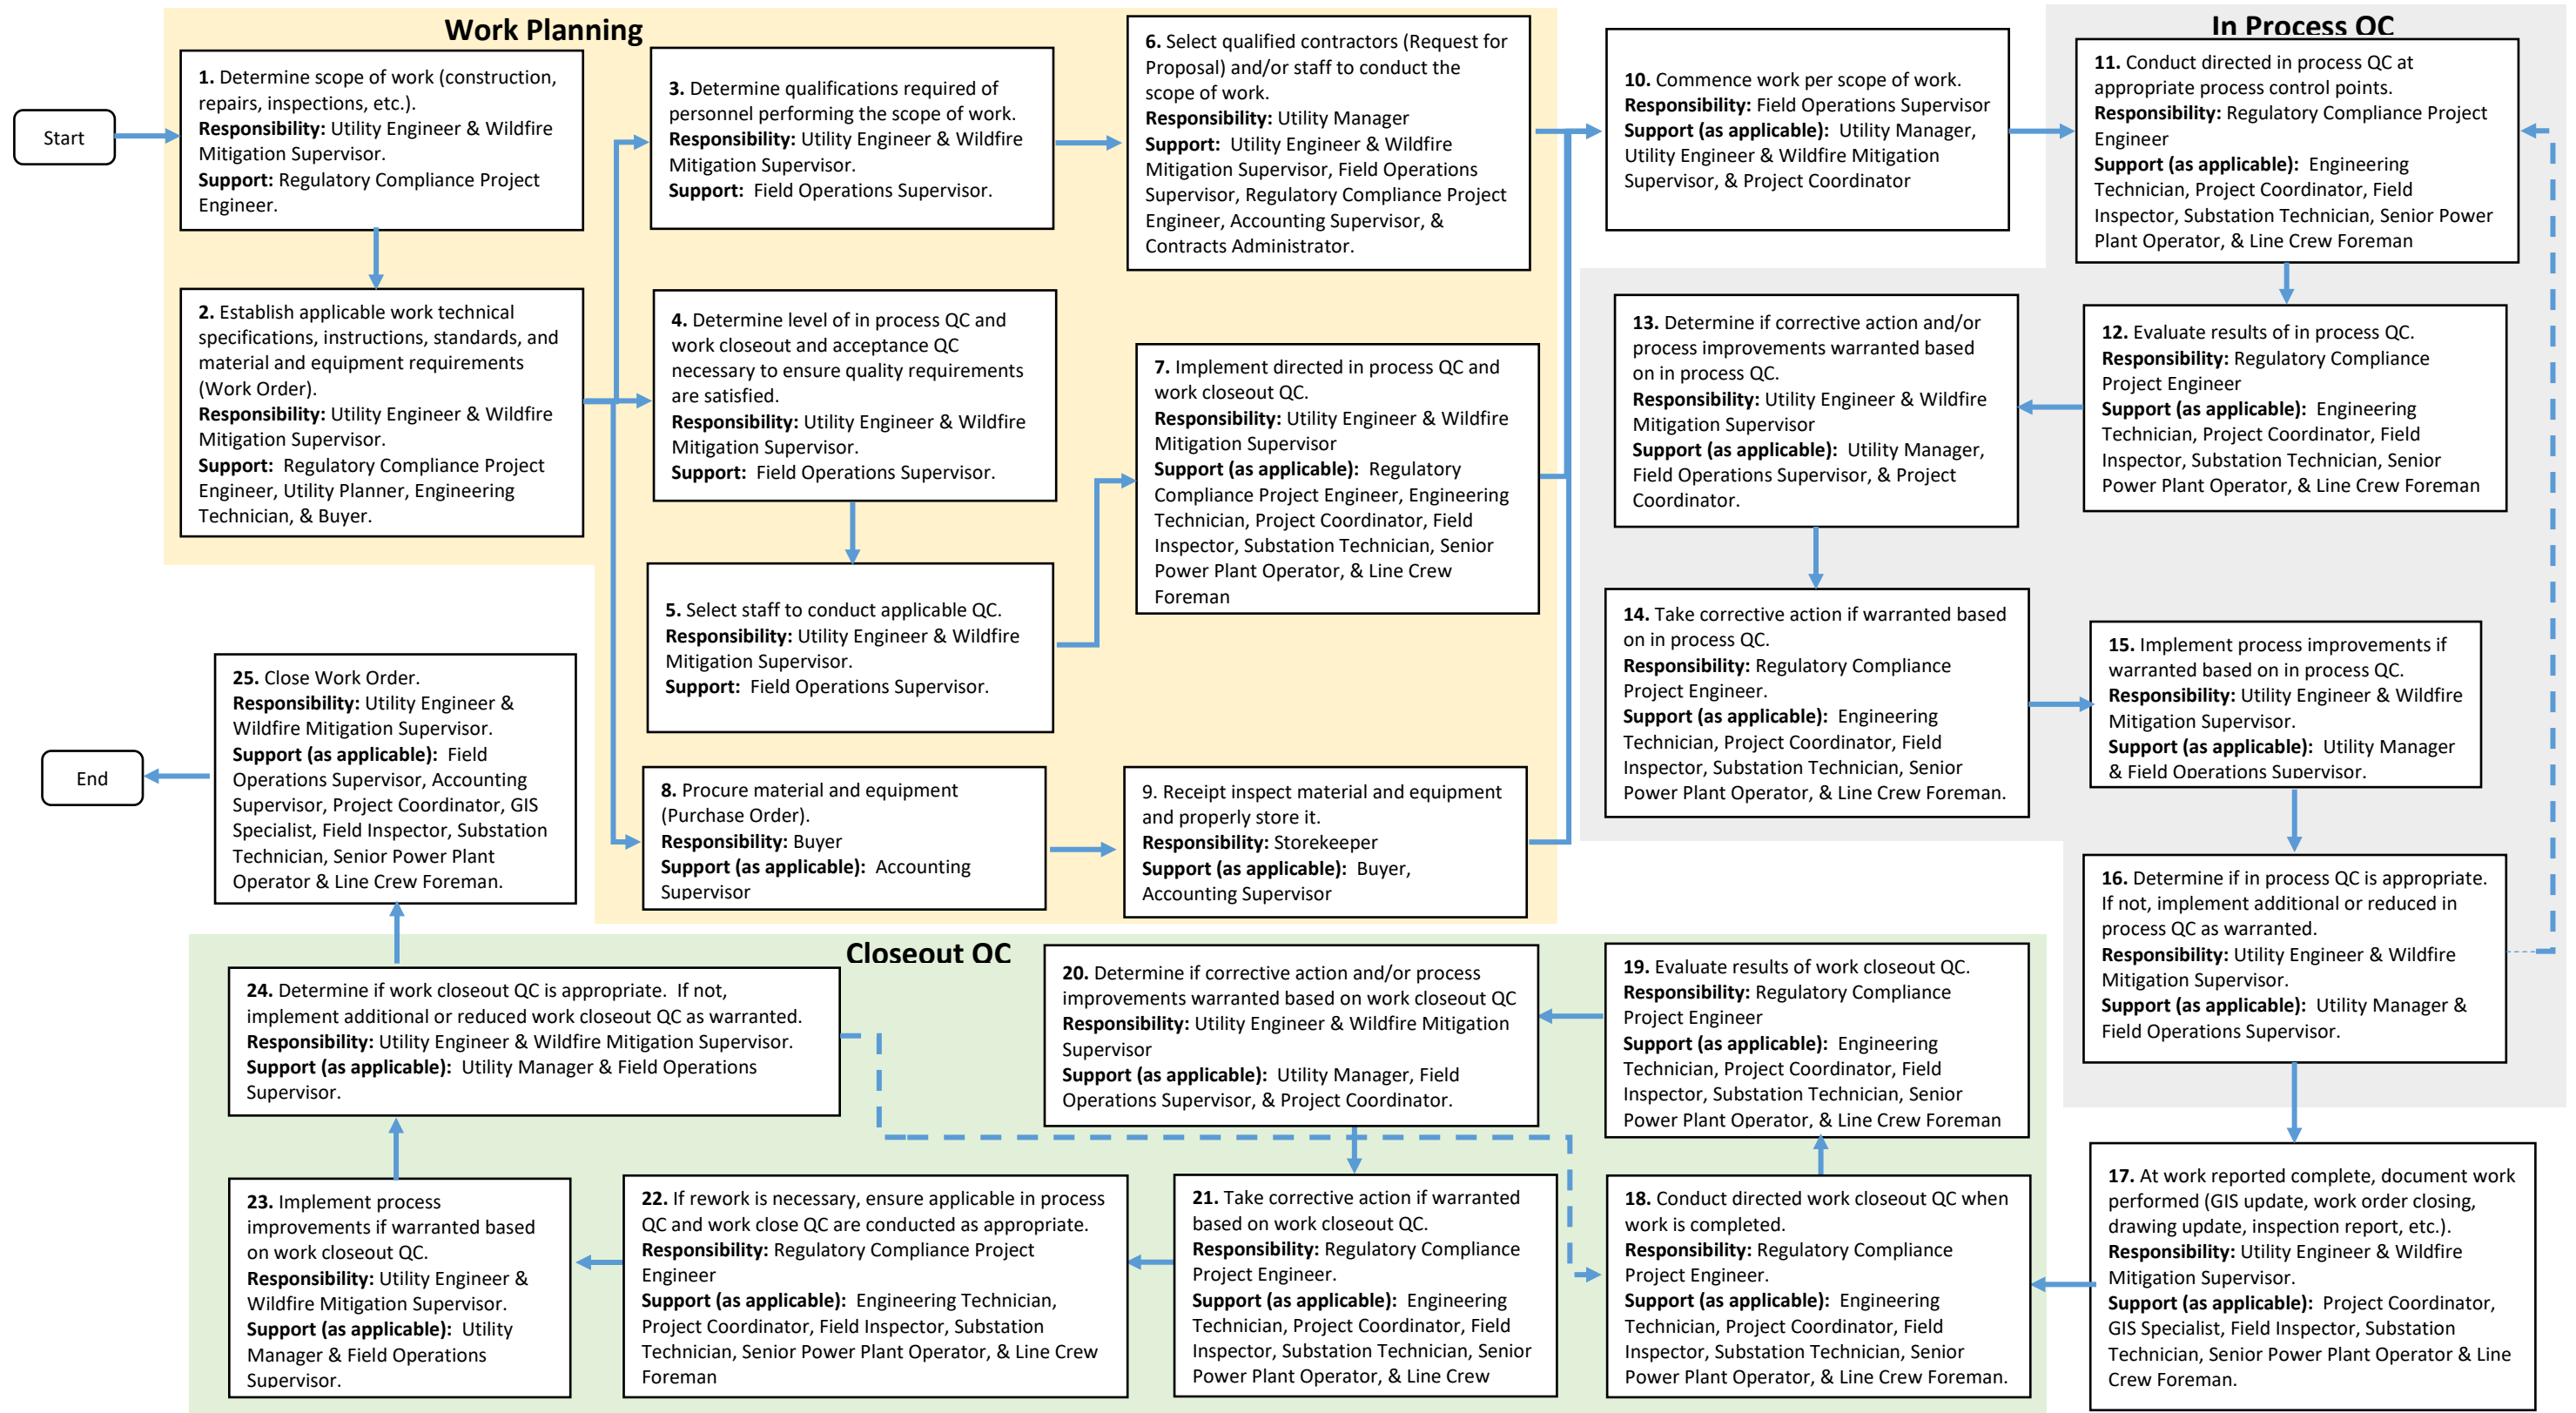 Work Planning
Start
1. Determine scope of work (construction,
repairs, inspections, etc.).
Responsibility: Utility Engineer & Wildfire
Mitigation Supervisor.
Support: Regulatory Compliance Project
Engineer.
2. Establish applicable work technical
specifications, instructions, standards, and
material and equipment requirements
(Work Order).
Responsibility: Utility Engineer & Wildfire
Mitigation Supervisor.
Support: Regulatory Compliance Project
Engineer, Utility Planner, Engineering
Technician, & Buyer.
3. Determine qualifications required of
personnel performing the scope of work.
Responsibility: Utility Engineer & Wildfire
Mitigation Supervisor.
Support: Field Operations Supervisor.
4. Determine level of in process QC and
work closeout and acceptance QC
necessary to ensure quality requirements
are satisfied.
Responsibility: Utility Engineer & Wildfire
Mitigation Supervisor.
Support: Field Operations Supervisor.
5. Select staff to conduct applicable QC.
Responsibility: Utility Engineer & Wildfire
Mitigation Supervisor.
Support: Field Operations Supervisor.
6. Select qualified contractors (Request for
Proposal) and/or staff to conduct the
scope of work.
Responsibility: Utility Manager
Support: Utility Engineer & Wildfire
Mitigation Supervisor, Field Operations
Supervisor, Regulatory Compliance Project
Engineer, Accounting Supervisor, &
Contracts Administrator.
7. Implement directed in process QC and
work closeout QC.
Responsibility: Utility Engineer & Wildfire
Mitigation Supervisor
Support (as applicable): Regulatory
Compliance Project Engineer, Engineering
Technician, Project Coordinator, Field
Inspector, Substation Technician, Senior
Power Plant Operator, & Line Crew
Foreman
8. Procure material and equipment
(Purchase Order).
Responsibility: Buyer
Support (as applicable): Accounting
Supervisor
9. Receipt inspect material and equipment
and properly store it.
Responsibility: Storekeeper
Support (as applicable): Buyer,
Accounting Supervisor
10. Commence work per scope of work.
Responsibility: Field Operations Supervisor
Support (as applicable): Utility Manager,
Utility Engineer & Wildfire Mitigation
Supervisor, & Project Coordinator
In Process QC
11. Conduct directed in process QC at
appropriate process control points.
Responsibility: Regulatory Compliance Project
Engineer
Support (as applicable): Engineering
Technician, Project Coordinator, Field
Inspector, Substation Technician, Senior Power
Plant Operator, & Line Crew Foreman
12. Evaluate results of in process QC.
Responsibility: Regulatory Compliance
Project Engineer
Support (as applicable): Engineering
Technician, Project Coordinator, Field
Inspector, Substation Technician, Senior
Power Plant Operator, & Line Crew Foreman
13. Determine if corrective action and/or
process improvements warranted based
on in process QC.
Responsibility: Utility Engineer & Wildfire
Mitigation Supervisor
Support (as applicable): Utility Manager,
Field Operations Supervisor, & Project
Coordinator.
14. Take corrective action if warranted based
on in process QC.
Responsibility: Regulatory Compliance
Project Engineer.
Support (as applicable): Engineering
Technician, Project Coordinator, Field
Inspector, Substation Technician, Senior
Power Plant Operator, & Line Crew Foreman.
15. Implement process improvements if
warranted based on in process QC.
Responsibility: Utility Engineer & Wildfire
Mitigation Supervisor.
Support (as applicable): Utility Manager
& Field Operations Supervisor.
16. Determine if in process QC is appropriate.
If not, implement additional or reduced in
process QC as warranted.
Responsibility: Utility Engineer & Wildfire
Mitigation Supervisor.
Support (as applicable): Utility Manager &
Field Operations Supervisor.
17. At work reported complete, document work
performed (GIS update, work order closing,
drawing update, inspection report, etc.).
Responsibility: Utility Engineer & Wildfire
Mitigation Supervisor.
Support (as applicable): Project Coordinator,
GIS Specialist, Field Inspector, Substation
Technician, Senior Power Plant Operator & Line
Crew Foreman.
Closeout QC
18. Conduct directed work closeout QC when
work is completed.
Responsibility: Regulatory Compliance
Project Engineer.
Support (as applicable): Engineering
Technician, Project Coordinator, Field
Inspector, Substation Technician, Senior
Power Plant Operator, & Line Crew Foreman.
19. Evaluate results of work closeout QC.
Responsibility: Regulatory Compliance
Project Engineer
Support (as applicable): Engineering
Technician, Project Coordinator, Field
Inspector, Substation Technician, Senior
Power Plant Operator, & Line Crew Foreman
20. Determine if corrective action and/or process
improvements warranted based on work closeout QC
Responsibility: Utility Engineer & Wildfire Mitigation
Supervisor
Support (as applicable): Utility Manager, Field
Operations Supervisor, & Project Coordinator.
21. Take corrective action if warranted
based on work closeout QC.
Responsibility: Regulatory Compliance
Project Engineer.
Support (as applicable): Engineering
Technician, Project Coordinator, Field
Inspector, Substation Technician, Senior
Power Plant Operator, & Line Crew
22. If rework is necessary, ensure applicable in process
QC and work close QC are conducted as appropriate.
Responsibility: Regulatory Compliance Project
Engineer
Support (as applicable): Engineering Technician,
Project Coordinator, Field Inspector, Substation
Technician, Senior Power Plant Operator, & Line Crew
Foreman
23. Implement process
improvements if warranted based
on work closeout QC.
Responsibility: Utility Engineer &
Wildfire Mitigation Supervisor.
Support (as applicable): Utility
Manager & Field Operations
Supervisor.
24. Determine if work closeout QC is appropriate. If not,
implement additional or reduced work closeout QC as warranted.
Responsibility: Utility Engineer & Wildfire Mitigation Supervisor.
Support (as applicable): Utility Manager & Field Operations
Supervisor.
25. Close Work Order.
Responsibility: Utility Engineer &
Wildfire Mitigation Supervisor.
Support (as applicable): Field
Operations Supervisor, Accounting
Supervisor, Project Coordinator, GIS
Specialist, Field Inspector, Substation
Technician, Senior Power Plant
Operator & Line Crew Foreman.
End